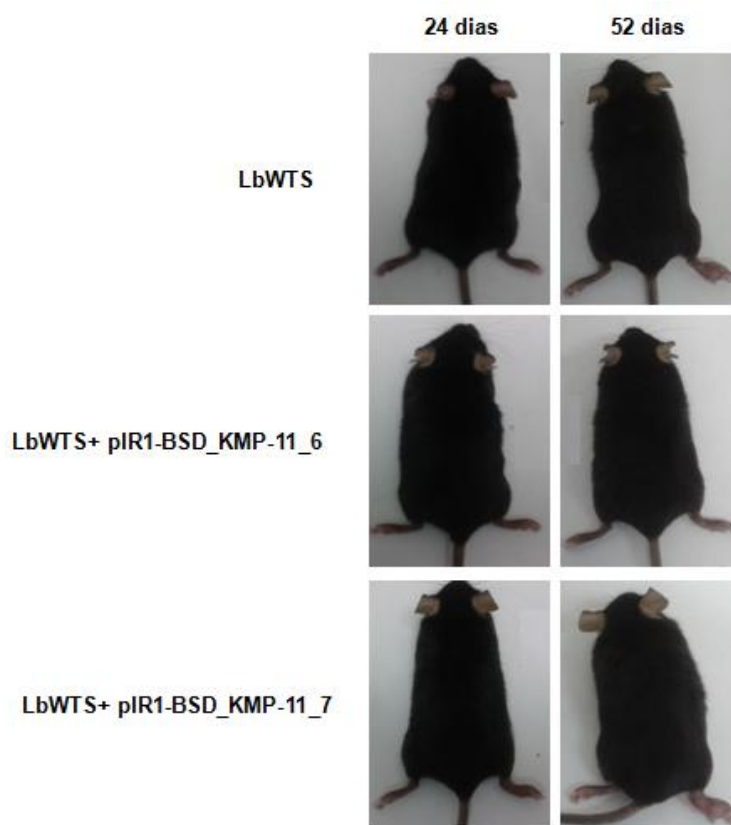 24 dias 52 dias
LbWTS
LbWTS+ pIR1-BSD_KMP-11_6
LbWTS+ pIR1-BSD_KMP-11_7